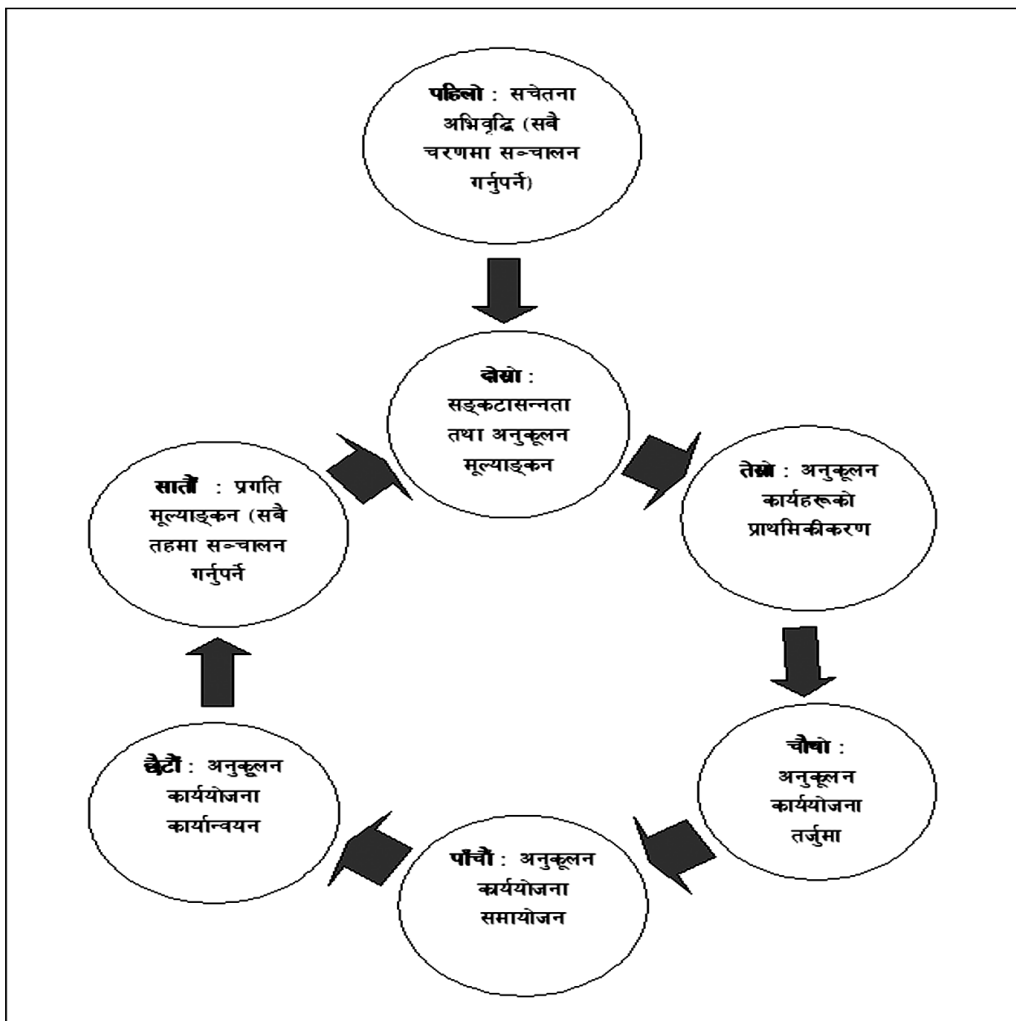 पहिलो : सचेतना
अभिवृद्धि (सबै
चरणमा सञ्चालन
गर्नुपर्ने)
दोस्रो :
सङ्कटासन्नता
तथा अनुकूलन
मूल्याङ्कन
तेस्रो : अनुकूलन
कार्यहरूको
प्राथमिकीकरण
चौथो :
अनुकूलन
कार्ययोजना
तर्जुमा
पाँचौं : अनुकूलन
कार्ययोजना
समायोजन
छैटौं : अनुकूलन
कार्ययोजना
कार्यान्वयन
सातौं : प्रगति
मूल्याङ्कन (सबै
तहमा सञ्चालन
गर्नुपर्ने